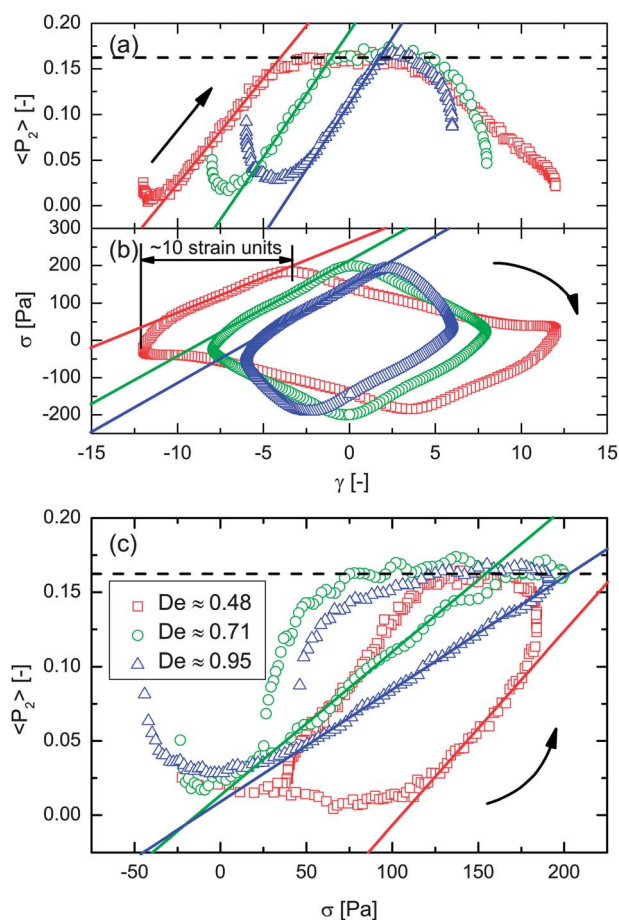 (a)
0.20
0.15
0.10
0.05
0.00
<P2> [-]
(b)
~10 strain units
300
200
100
0
-100
-200
σ [Pa]
-15 -10 -5 0 5 10 15
γ [-]
(c)
0.20
0.15
0.10
0.05
0.00
<P2> [-]
De ≈ 0.48
De ≈ 0.71
De ≈ 0.95
-50 0 50 100 150 200
σ [Pa]